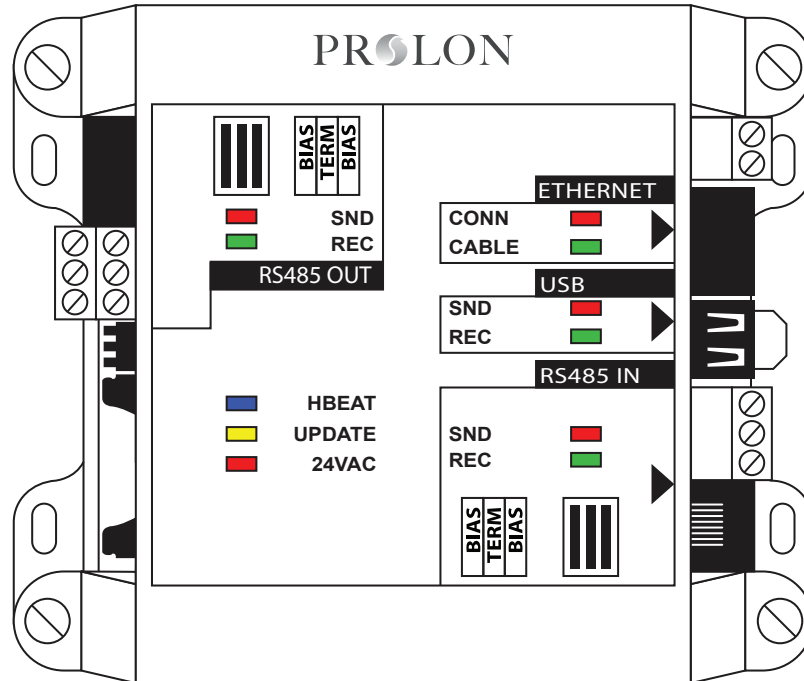 PROLON
BIAS
TERM
BIAS
SND
REC
RS485 OUT
ETHERNET
CONN
CABLE
USB
SND
REC
RS485 IN
SND
REC
BIAS
TERM
BIAS
HBEAT
UPDATE
24VAC